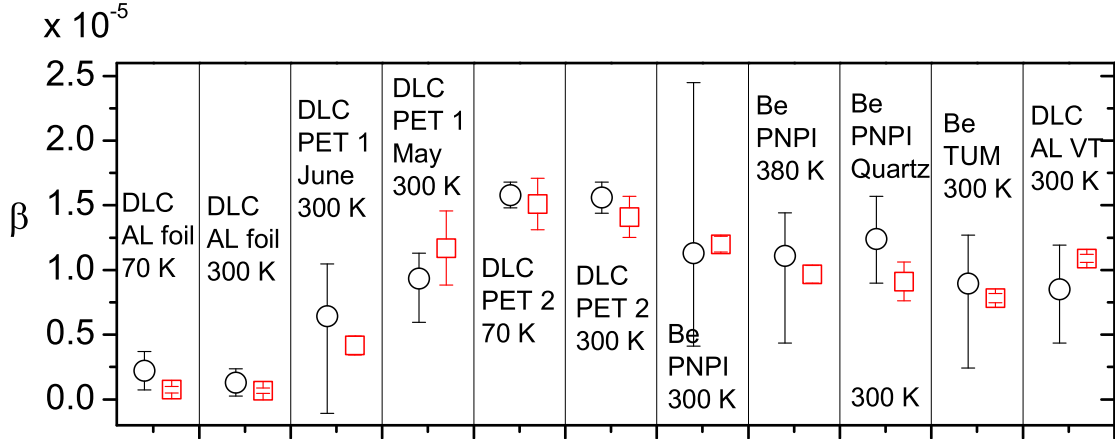 x 10-5
β
2.5
2.0
1.5
1.0
0.5
0.0
DLC
AL foil
70 K
DLC
AL foil
300 K
DLC
PET 1
June
300 K
DLC
PET 1
May
300 K
DLC
PET 2
70 K
DLC
PET 2
300 K
Be
PNPI
300 K
Be
PNPI
380 K
Be
PNPI
Quartz
300 K
Be
TUM
300 K
DLC
AL VT
300 K